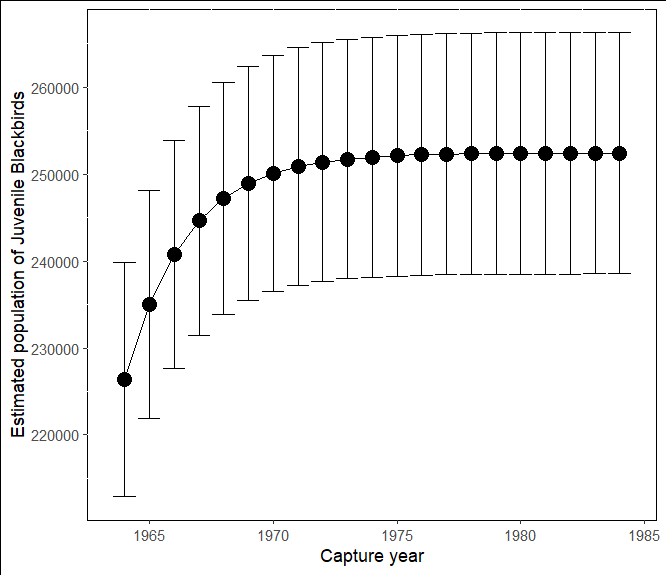 Estimated population of Juvenile Blackbirds
260000
250000
240000
230000
220000
1965 1970 1975 1980 1985
Capture year